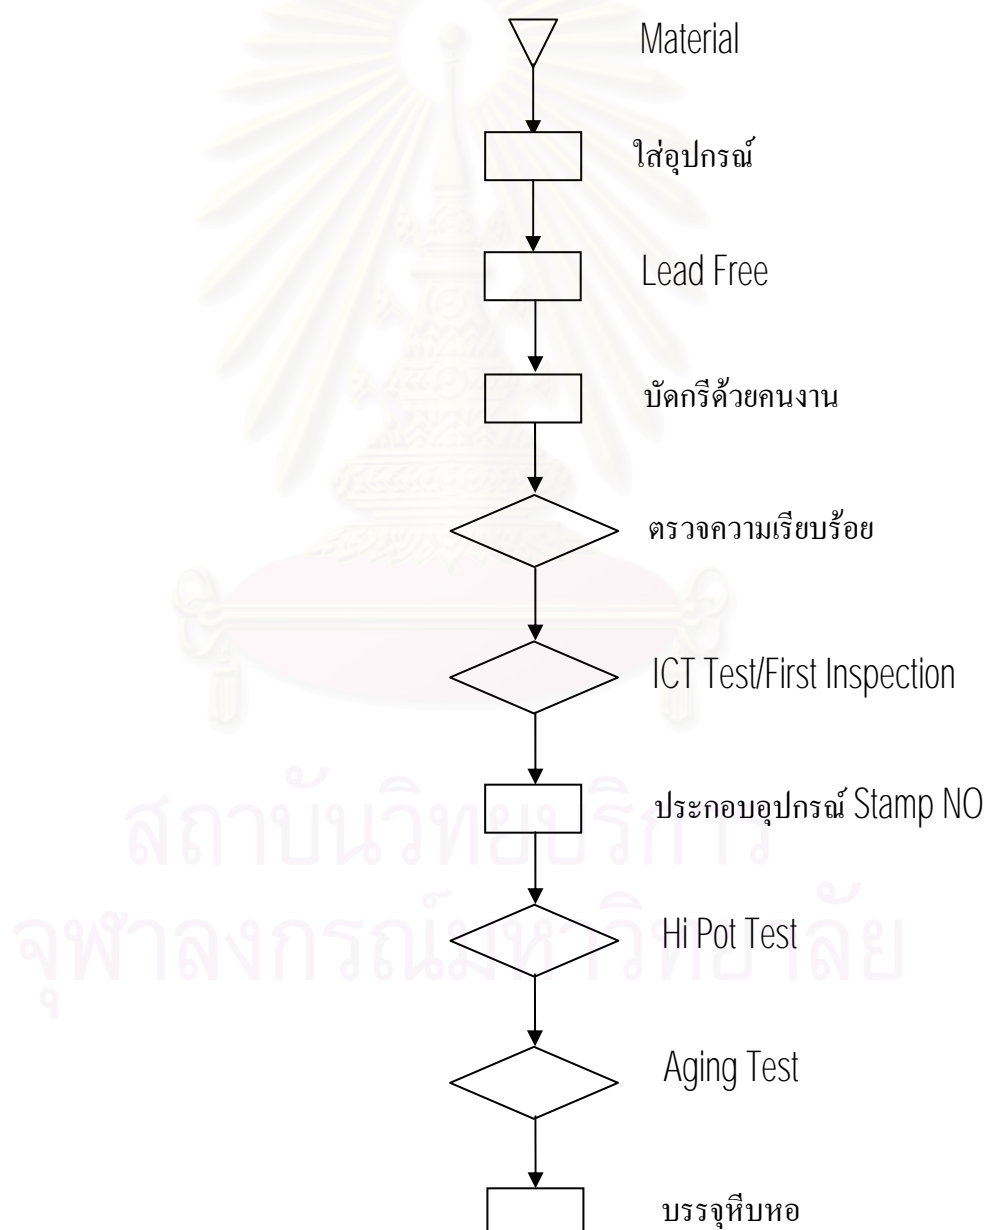 Material
ใส่อุปกรณ์
Lead Free
บัดกรีด้วยคนงาน
ตรวจความเรียบร้อย
ICT Test/First Inspection
ประกอบอุปกรณ์ Stamp NO
สถาบันวิทยบริการ
Hi Pot Test
จุฬาลงกรณ์มหาวิทยาลัย
Aging Test
บรรจุหีบหอ